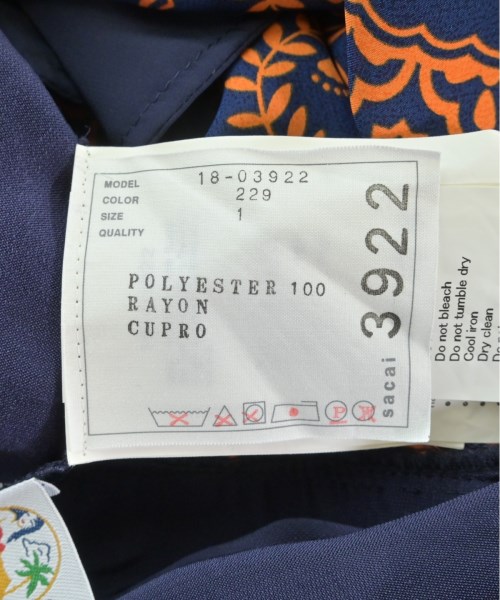 MODEL 18-03922
COLOR 229
SIZE 1
QUALITY
POLYESTER 100
RAYON
CUPRO
3922
sacai
P
Do not bleach
Do not tumble dry
Cool iron
Dry clean